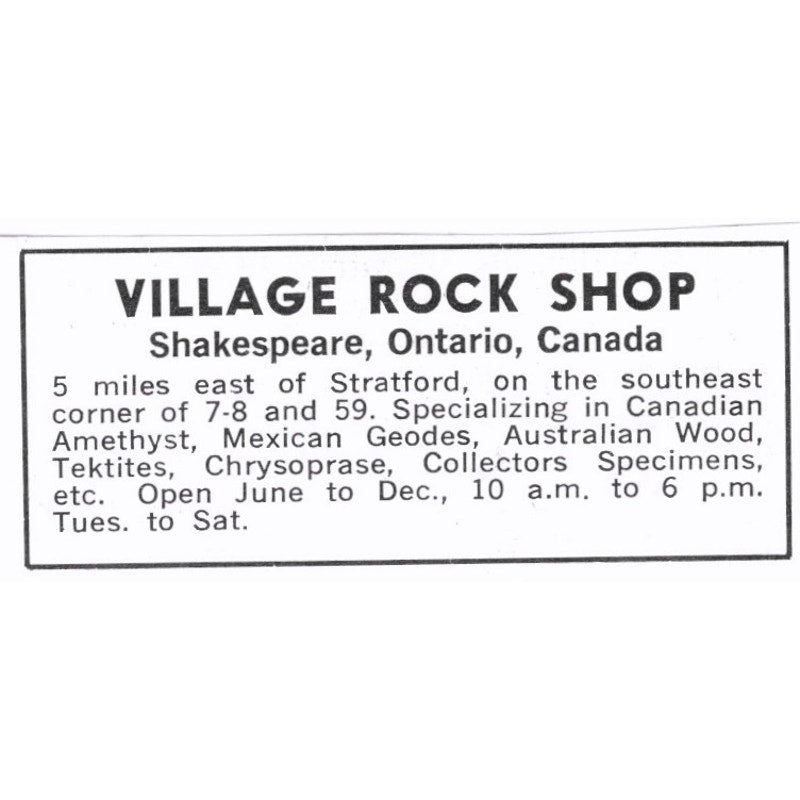 VILLAGE ROCK SHOP
Shakespeare, Ontario, Canada
5 miles east of Stratford, on the southeast
corner of 7-8 and 59. Specializing in Canadian
Amethyst, Mexican Geodes, Australian Wood,
Tektites, Chrysoprase, Collectors Specimens,
etc. Open June to Dec., 10 a.m. to 6 p.m.
Tues. to Sat.